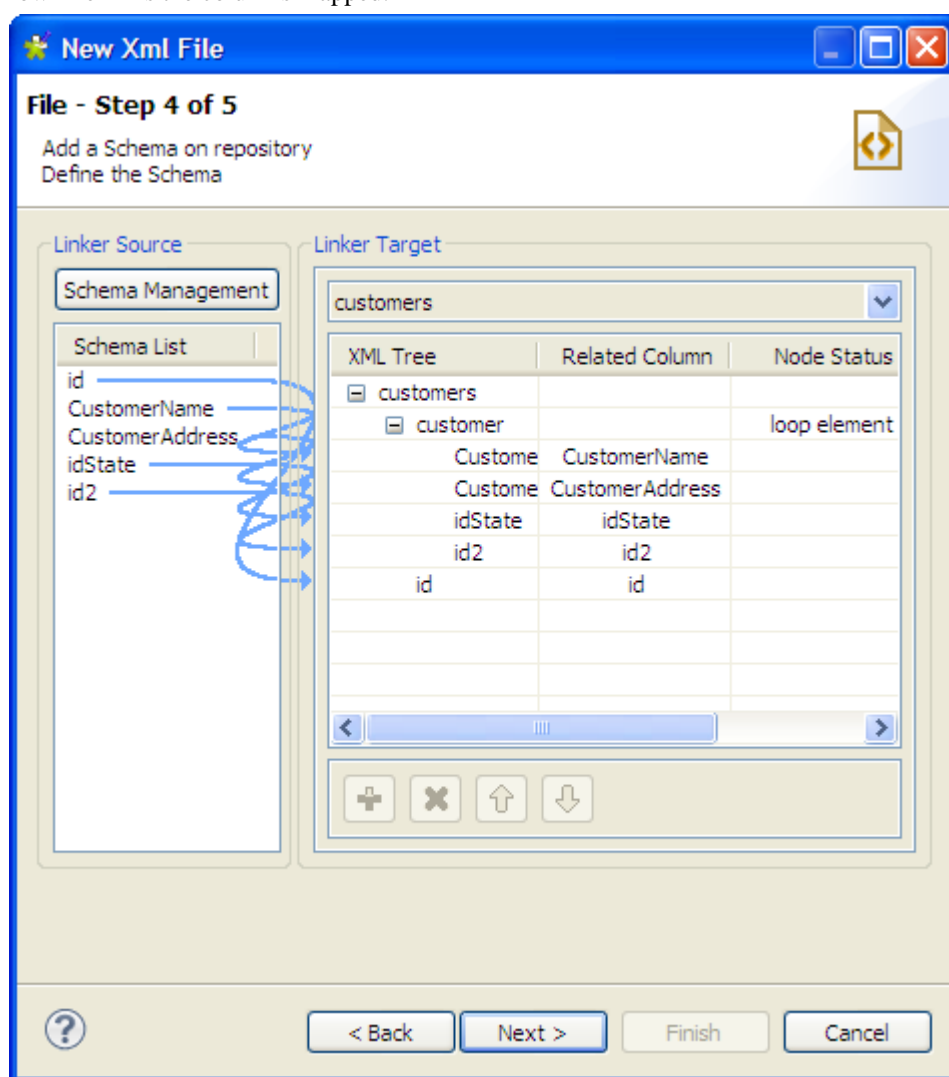 New Xml File
File - Step 4 of 5
Add a Schema on repository
Define the Schema
Linker Source
Linker Target
Schema Management
customers
Schema List
XML Tree Related Column Node Status
id
CustomerName
CustomerAddress
idState
id2
customers
customer loop element
Custome CustomerName
Custome CustomerAddress
idState idState
id2 id2
id id
< Back Next > Finish Cancel